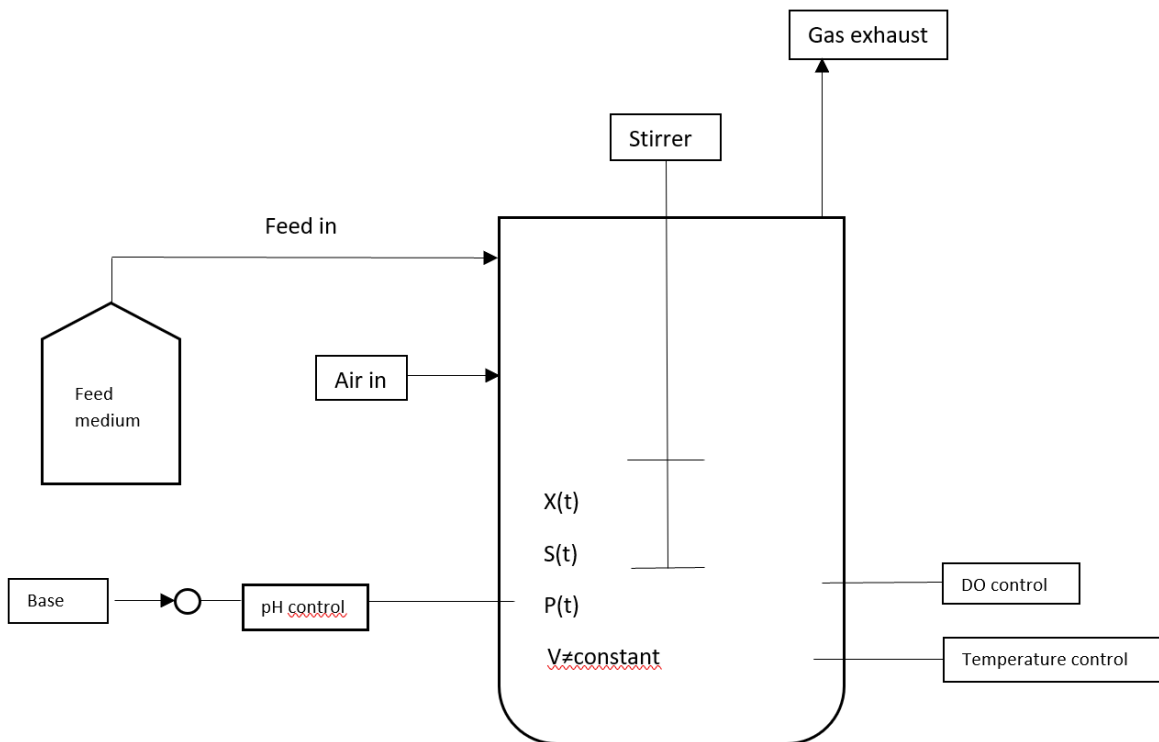 Gas exhaust
Stirrer
Feed in
Air in
Feed
medium
X(t)
S(t)
P(t)
V≠constant
Base
pH control
DO control
Temperature control